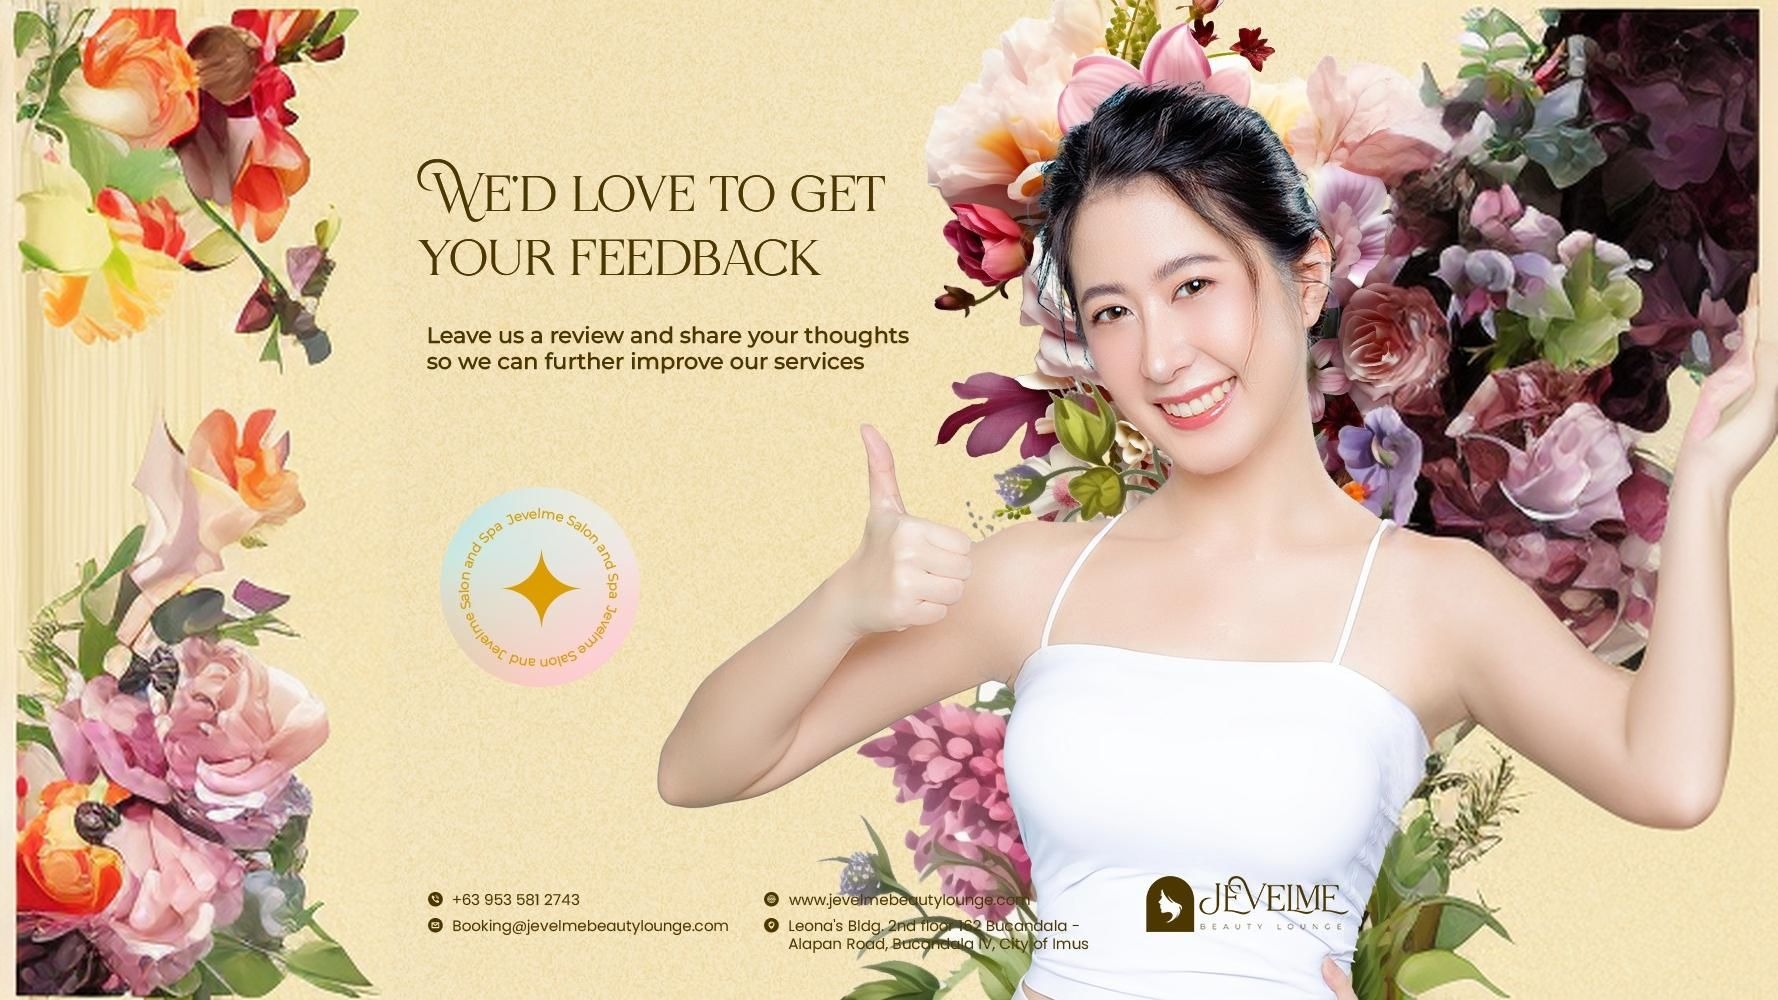 WE'D LOVE TO GET
YOUR FEEDBACK
Leave us a review and share your thoughts
so we can further improve our services
Jevelme Salon and Spa Jevelme Salon and Spa Jevelme Salon and Spa
+63 953 581 2743
Booking@jevelmebeautylounge.com
www.jevelmebeautylounge.com
Leona's Bldg. 2nd floor 162 Bucandala -
Alapan Road, Bucandala IV, City of Imus
JEVELME
BEAUTY LOUNGE